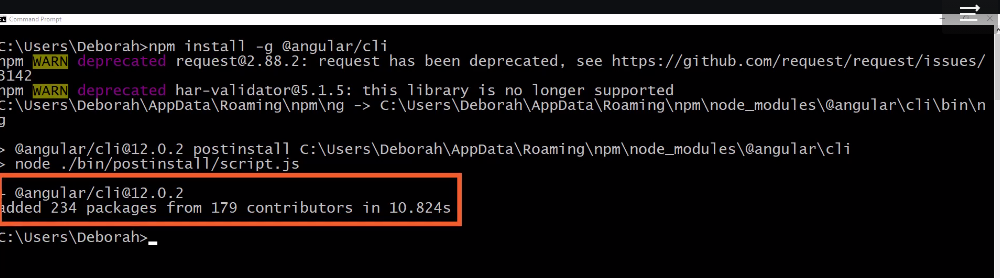 Command Prompt
C:\Users\Deborah>npm install -g @angular/cli
npm WARN deprecated request@2.88.2: request has been deprecated, see https://github.com/request/request/issues/
3142
npm WARN deprecated har-validator@5.1.5: this library is no longer supported
C:\Users\Deborah\AppData\Roaming\npm\ng -> C:\Users\Deborah\AppData\Roaming\npm\node_modules\@angular\cli\bin\n
g
> @angular/cli@12.0.2 postinstall C:\Users\Deborah\AppData\Roaming\npm\node_modules\@angular\cli
> node ./bin/postinstall/script.js
+ @angular/cli@12.0.2
added 234 packages from 179 contributors in 10.824s
C:\Users\Deborah>